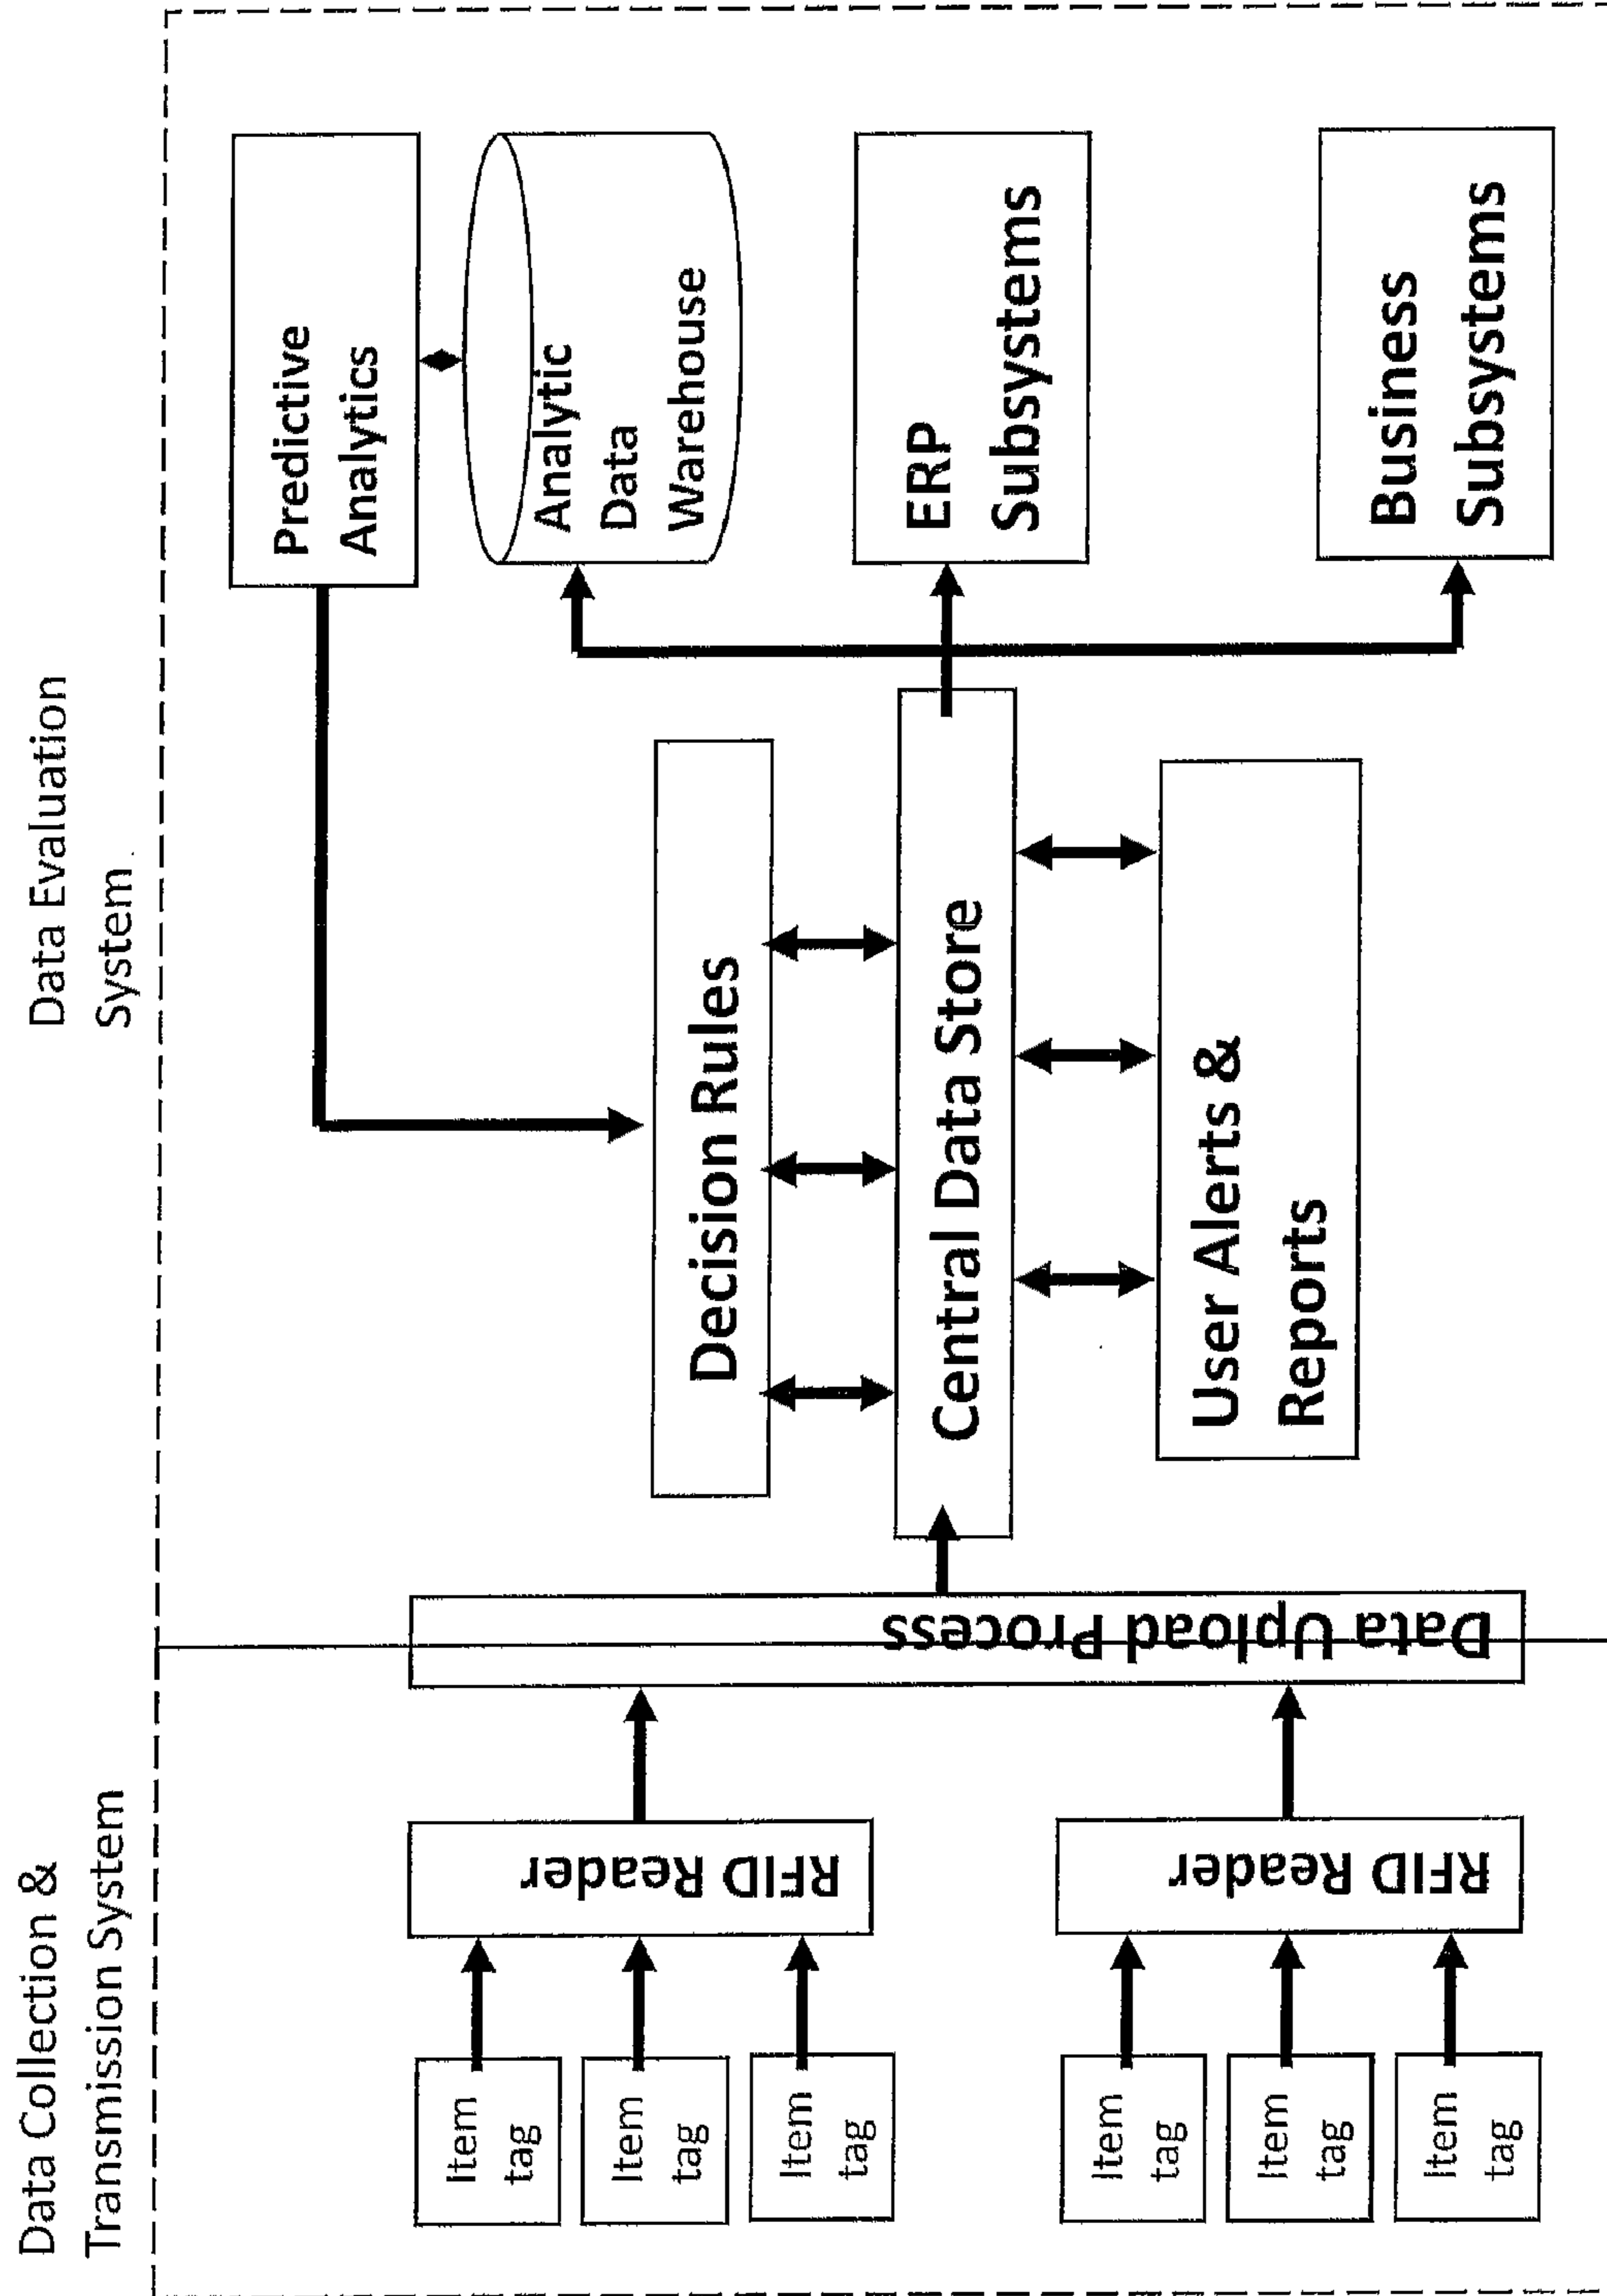 Data Collection &
Transmission System
Data Evaluation
System
Item
tag
Item
tag
Item
tag
Item
tag
Item
tag
Item
tag
RFID Reader
RFID Reader
Data Upload Process
Decision Rules
Central Data Store
User Alerts &
Reports
Predictive
Analytics
Analytic
Data
Warehouse
ERP
Subsystems
Business
Subsystems